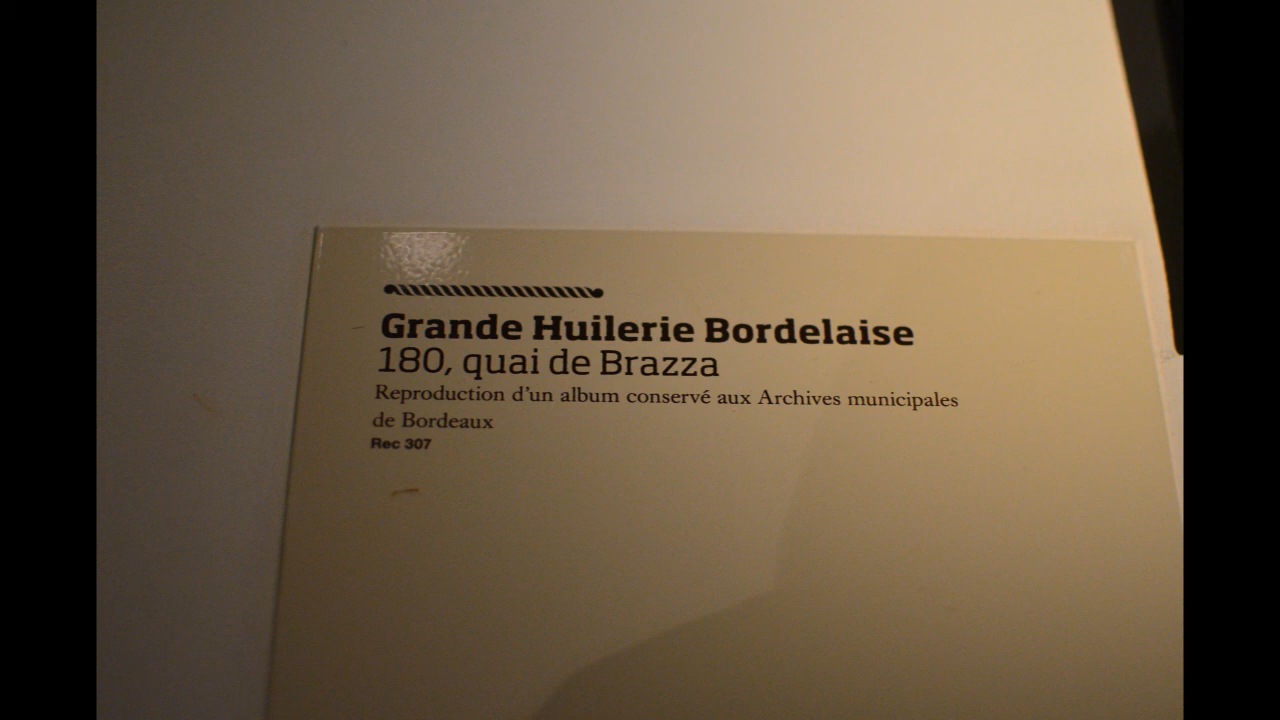 Grande Huilerie Bordelaise
180, quai de Brazza
Reproduction d’un album conservé aux Archives municipales
de Bordeaux
Rec 307